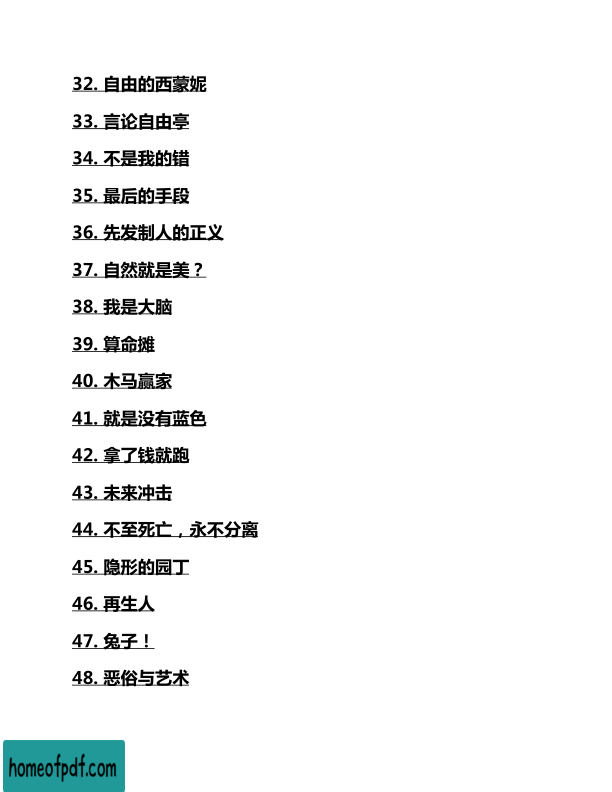 32. 自由的西蒙妮
33. 言论自由亭
34. 不是我的错
35. 最后的手段
36. 先发制人的正义
37. 自然就是美？
38. 我是大脑
39. 算命摊
40. 木马赢家
41. 就是没有蓝色
42. 拿了钱就跑
43. 未来冲击
44. 不至死亡，永不分离
45. 隐形的园丁
46. 再生人
47. 兔子！
48. 恶俗与艺术
homeofpdf.com